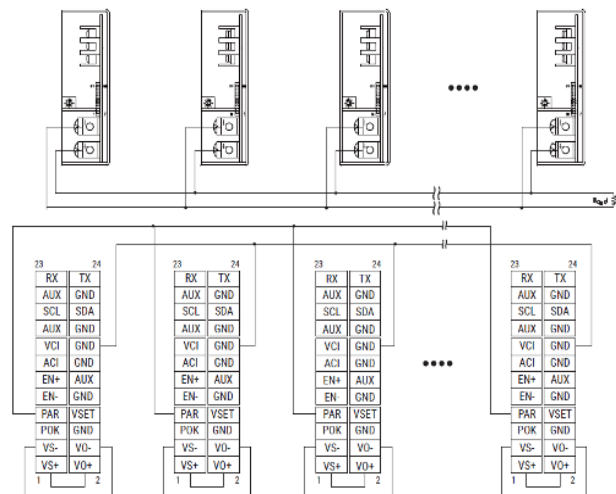 23 24 23 24 23 24 23 24
RX TX RX TX RX TX RX TX
AUX GND AUX GND AUX GND AUX GND
SCL SDA SCL SDA SCL SDA SCL SDA
AUX GND AUX GND AUX GND AUX GND
VCI GND VCI GND VCI GND VCI GND
ACI GND ACI GND ACI GND ACI GND
EN+ AUX EN+ AUX EN+ AUX EN+ AUX
EN- GND EN- GND EN- GND EN- GND
PAR VSET PAR VSET PAR VSET PAR VSET
POK GND POK GND POK GND POK GND
VS- VO- VS- VO- VS- VO- VS- VO-
VS+ VO+ VS+ VO+ VS+ VO+ VS+ VO+
1 2 1 2 1 2 1 2